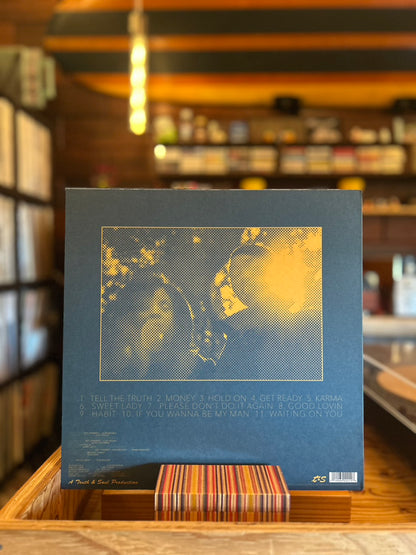 1 TELL THE TRUTH 2 MONEY 3 HOLD ON 4 GET READY 5 KARMA
6 SWEET LADY 7 PLEASE DON'T DO IT AGAIN 8 GOOD LOVIN
9 HABIT 10 IF YOU WANNA BE MY MAN 11 WAITING ON YOU
A Truth & Soul Production